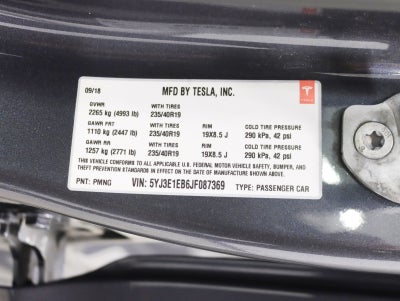 09/18 MFD BY TESLA, INC.
GVWR WITH TIRES
2265 kg (4993 lb) 235/40R19
GAWR FRT WITH TIRES RIM COLD TIRE PRESSURE
1110 kg (2447 lb) 235/40R19 19X8.5 J 290 kPa, 42 psi
GAWR RR WITH TIRES RIM COLD TIRE PRESSURE
1257 kg (2771 lb) 235/40R19 19X8.5 J 290 kPa, 42 psi
THIS VEHICLE CONFORMS TO ALL APPLICABLE U.S. FEDERAL MOTOR VEHICLE SAFETY, BUMPER, AND
THEFT PREVENTION STANDARDS IN EFFECT ON THE DATE OF MANUFACTURE SHOWN ABOVE.
PNT: PMNG VIN: 5YJ3E1EB6JF087369 TYPE: PASSENGER CAR